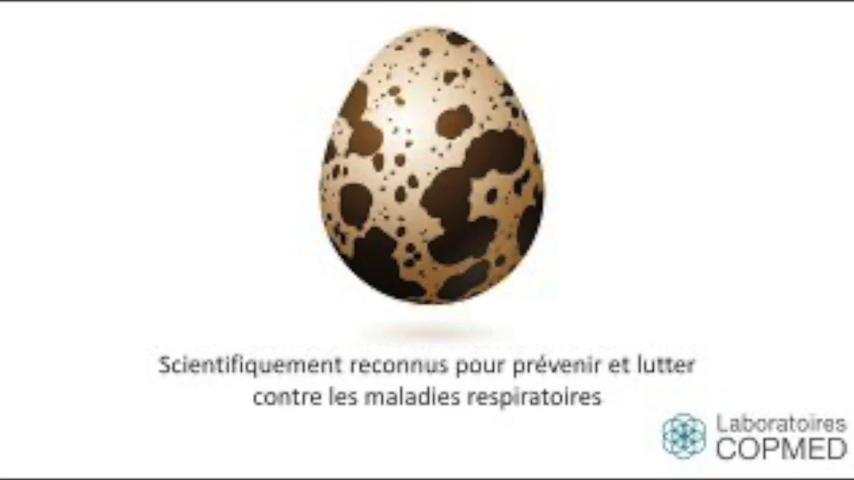 Scientifiquement reconnus pour prévenir et lutter
contre les maladies respiratoires
Laboratoires
COPMED